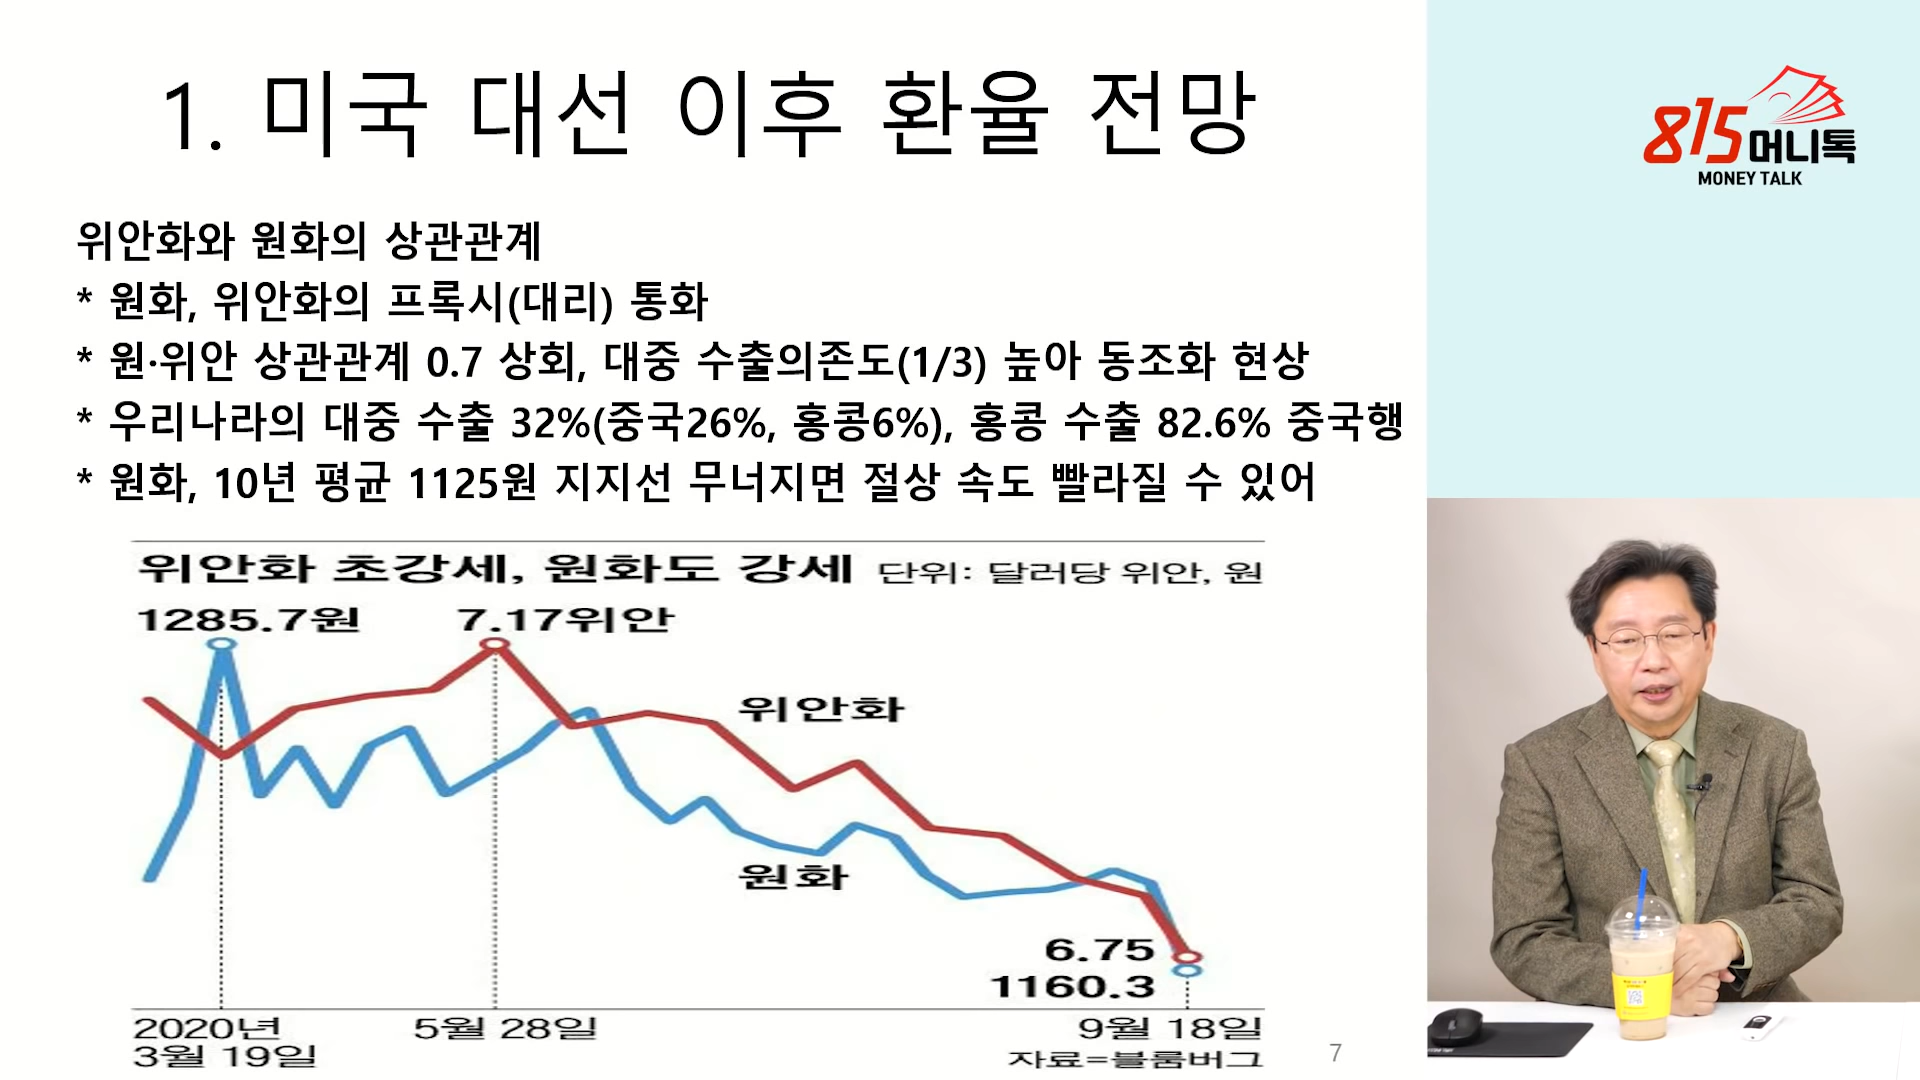 1. 미국 대선 이후 환율 전망
815머니톡
MONEY TALK
위안화와 원화의 상관관계
* 원화, 위안화의 프록시(대리) 통화
* 원·위안 상관관계 0.7 상회, 대중 수출의존도(1/3) 높아 동조화 현상
* 우리나라의 대중 수출 32%(중국26%, 홍콩6%), 홍콩 수출 82.6% 중국행
* 원화, 10년 평균 1125원 지지선 무너지면 절상 속도 빨라질 수 있어
위안화 초강세, 원화도 강세 단위: 달러당 위안, 원
1285.7원 7.17위안
위안화
원화
6.75
1160.3
2020년
3월 19일
5월 28일
9월 18일
자료=블룸버그
7